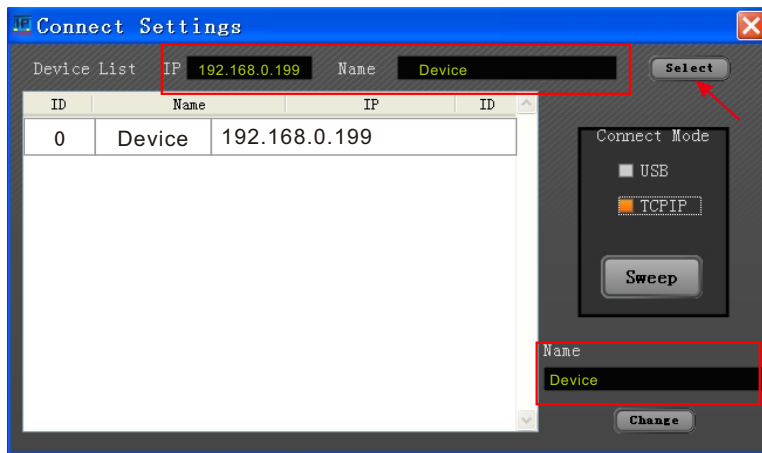 IP Connect Settings
Device List IP 192.168.0.199 Name Device Select
ID Name IP ID
0 Device 192.168.0.199
Connect Mode
USB
TCPIP
Sweep
Name
Device
Change